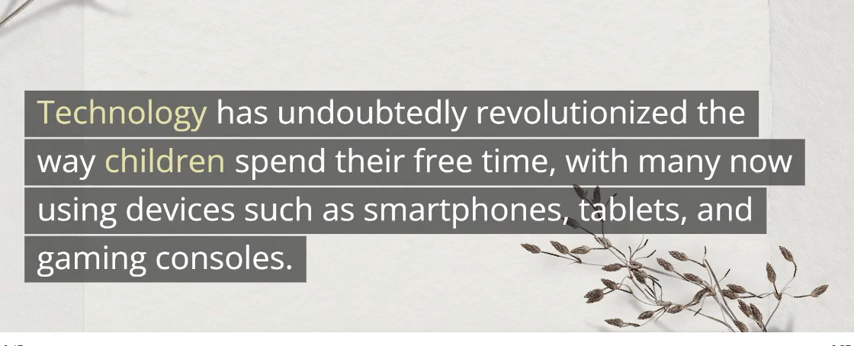 Technology has undoubtedly revolutionized the
way children spend their free time, with many now
using devices such as smartphones, tablets, and
gaming consoles.